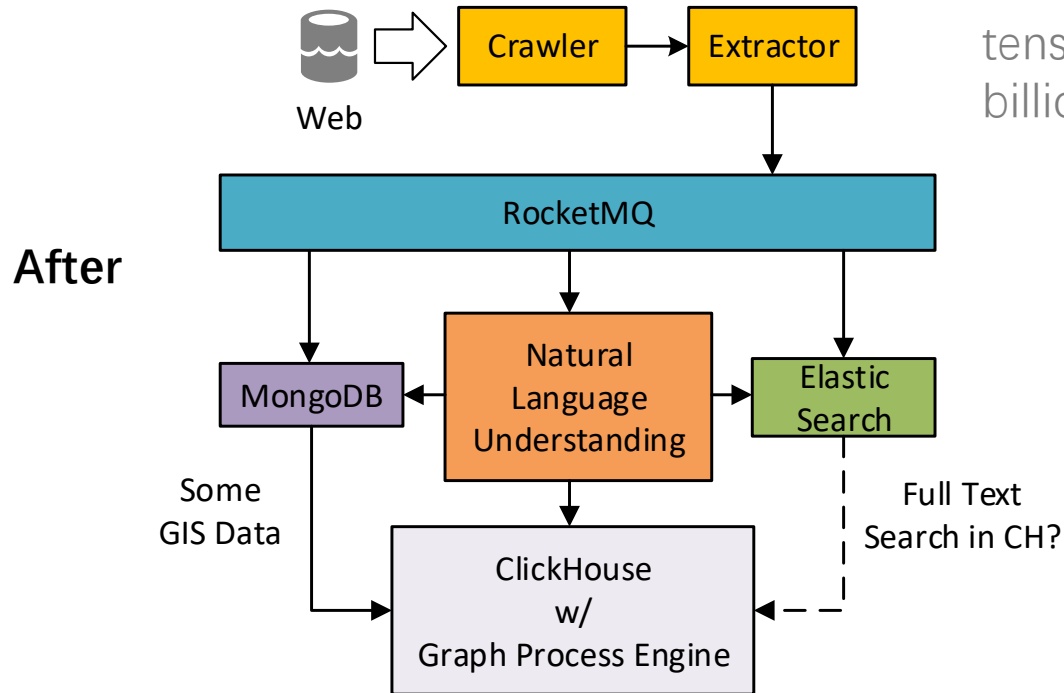 Crawler
Extractor
tens
Web
RocketMQ
After
Natural
Language
Understanding
MongoDB
Elastic
Search
Some
GIS Data
Full Text
Search in CH?
ClickHouse
w/
Graph Process Engine